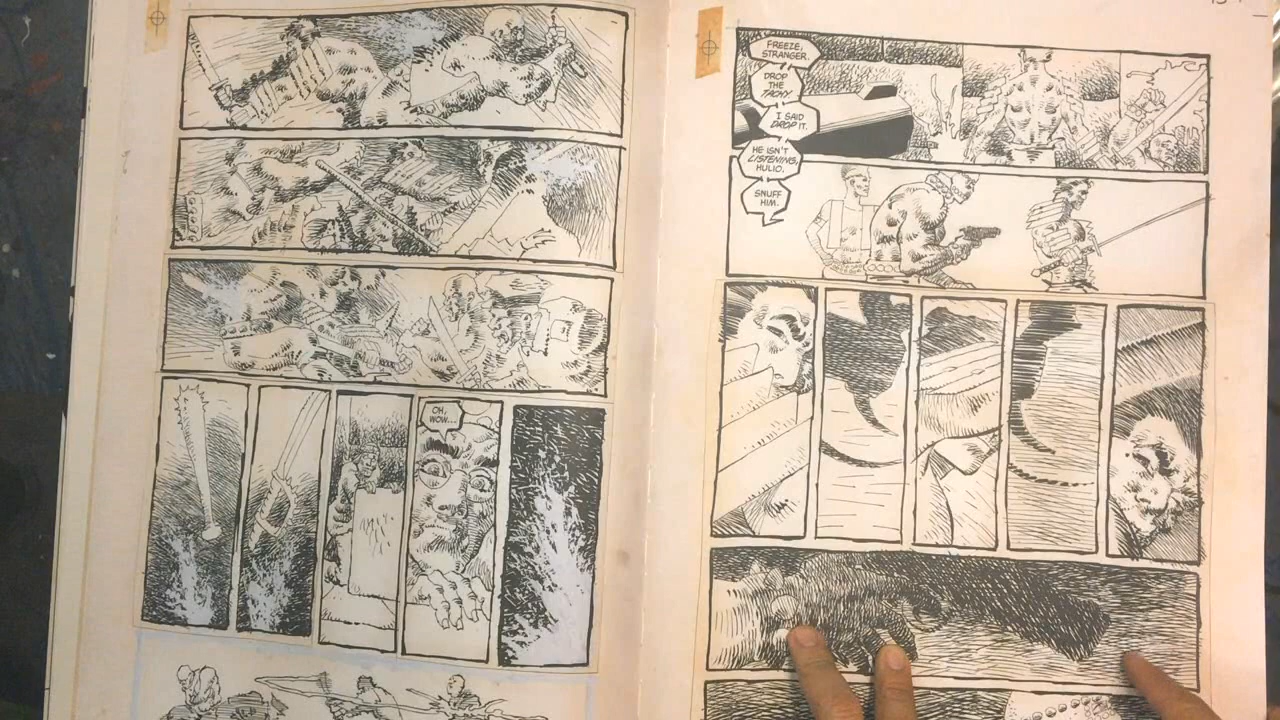 OH,
WOW...
FREEZE,
STRANGER.
DROP
THE
TACHY.
I SAID
DROP IT.
HE ISN'T
LISTENING,
HULIO.
SNUFF
HIM.